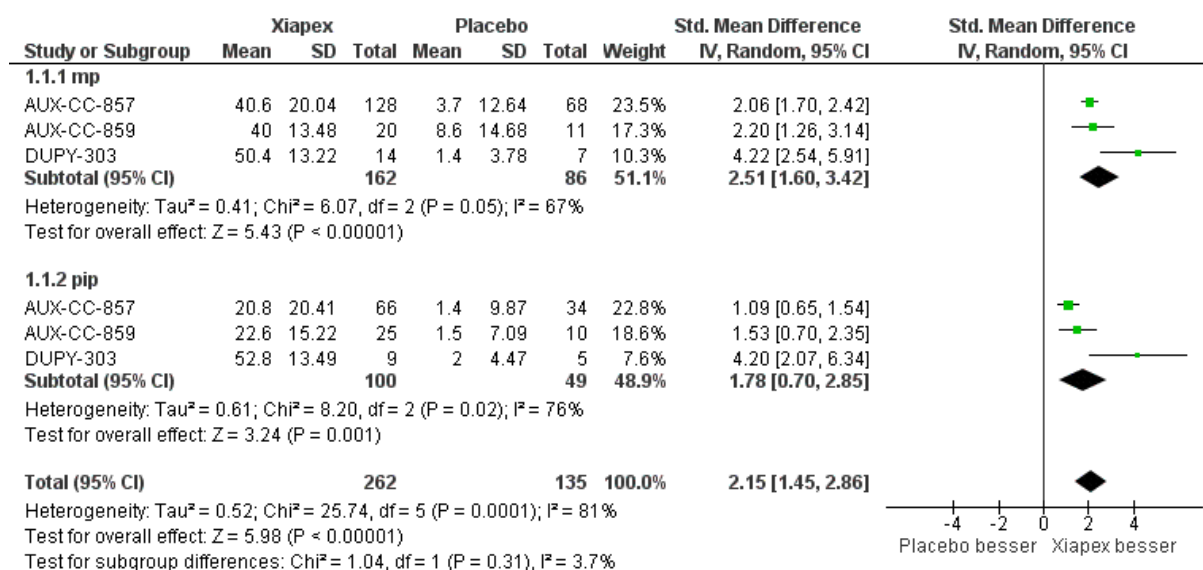 Xiapex Placebo Std. Mean Difference Std. Mean Difference
Study or Subgroup Mean SD Total Mean SD Total Weight IV, Random, 95% CI IV, Random, 95% CI
1.1.1 mp
AUX-CC-857 40.6 20.04 128 3.7 12.64 68 23.5% 2.06 [1.70, 2.42]
AUX-CC-859 40 13.48 20 8.6 14.68 11 17.3% 2.20 [1.26, 3.14]
DUPY-303 50.4 13.22 14 1.4 3.78 7 10.3% 4.22 [2.54, 5.91]
Subtotal (95% CI) 162 86 51.1% 2.51 [1.60, 3.42]
Heterogeneity: Tau² = 0.41; Chi² = 6.07, df = 2 (P = 0.05); I² = 67%
Test for overall effect: Z = 5.43 (P < 0.00001)
1.1.2 pip
AUX-CC-857 20.8 20.41 66 1.4 9.87 34 22.8% 1.09 [0.65, 1.54]
AUX-CC-859 22.6 15.22 25 1.5 7.09 10 18.6% 1.53 [0.70, 2.35]
DUPY-303 52.8 13.49 9 2 4.47 5 7.6% 4.20 [2.07, 6.34]
Subtotal (95% CI) 100 49 48.9% 1.78 [0.70, 2.85]
Heterogeneity: Tau² = 0.61; Chi² = 8.20, df = 2 (P = 0.02); I² = 76%
Test for overall effect: Z = 3.24 (P = 0.001)
Total (95% CI) 262 135 100.0% 2.15 [1.45, 2.86]
Heterogeneity: Tau² = 0.52; Chi² = 25.74, df = 5 (P = 0.0001); I² = 81%
Test for overall effect: Z = 5.98 (P < 0.00001)
Test for subgroup differences: Chi² = 1.04, df = 1 (P = 0.31), I² = 3.7%
-4 -2 0 2 4
Placebo besser Xiapex besser